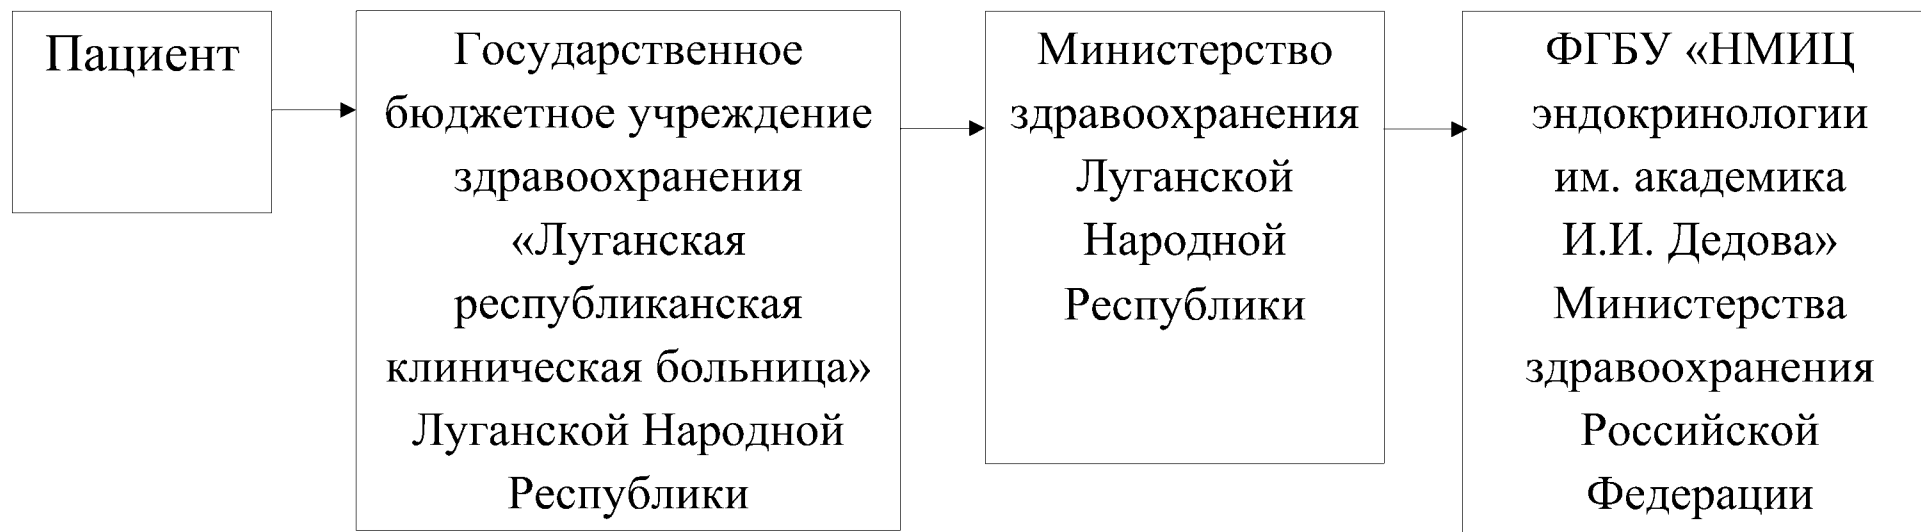 Пациент
Государственное
бюджетное учреждение
здравоохранения
«Луганская
республиканская
клиническая больница»
Луганской Народной
Республики
Министерство
здравоохранения
Луганской
Народной
Республики
ФГБУ «НМИЦ
эндокринологии
им. академика
И.И. Дедова»
Министерства
здравоохранения
Российской
Федерации